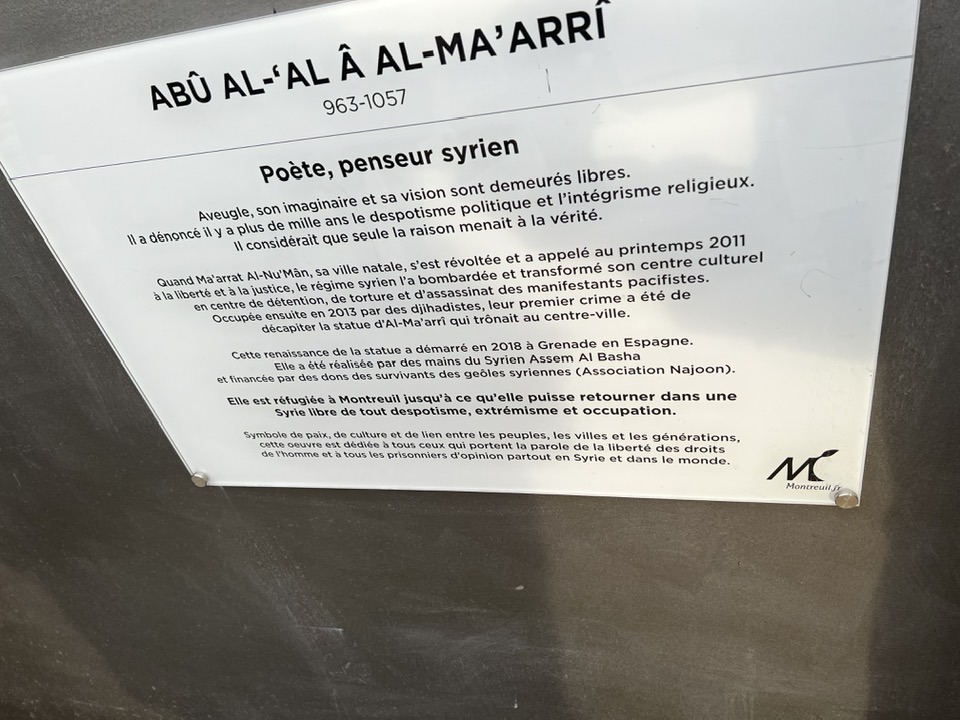 ABÛ AL-‘AL Â AL-MA’ARRÎ
963-1057
Poète, penseur syrien
Aveugle, son imaginaire et sa vision sont demeurés libres.
Il a dénoncé il y a plus de mille ans le despotisme politique et l’intégrisme religieux.
Il considérait que seule la raison menait à la vérité.
Quand Ma’arrat Al-Nu’Mân, sa ville natale, s’est révoltée et a appelé au printemps 2011
à la liberté et à la justice, le régime syrien l’a bombardée et transformé son centre culturel
en centre de détention, de torture et d’assassinat des manifestants pacifistes.
Occupée ensuite en 2013 par des djihadistes, leur premier crime a été de
décapiter la statue d’Al-Ma’arrî qui trônait au centre-ville.
Cette renaissance de la statue a démarré en 2018 à Grenade en Espagne.
Elle a été réalisée par des mains du Syrien Assem Al Basha
et financée par des dons des survivants des geôles syriennes (Association Najoon).
Elle est réfugiée à Montreuil jusqu’à ce qu’elle puisse retourner dans une
Syrie libre de tout despotisme, extrémisme et occupation.
Symbole de paix, de culture et de lien entre les peuples, les villes et les générations,
cette oeuvre est dédiée à tous ceux qui portent la parole de la liberté des droits
de l’homme et à tous les prisonniers d’opinion partout en Syrie et dans le monde.
Montreuil.fr